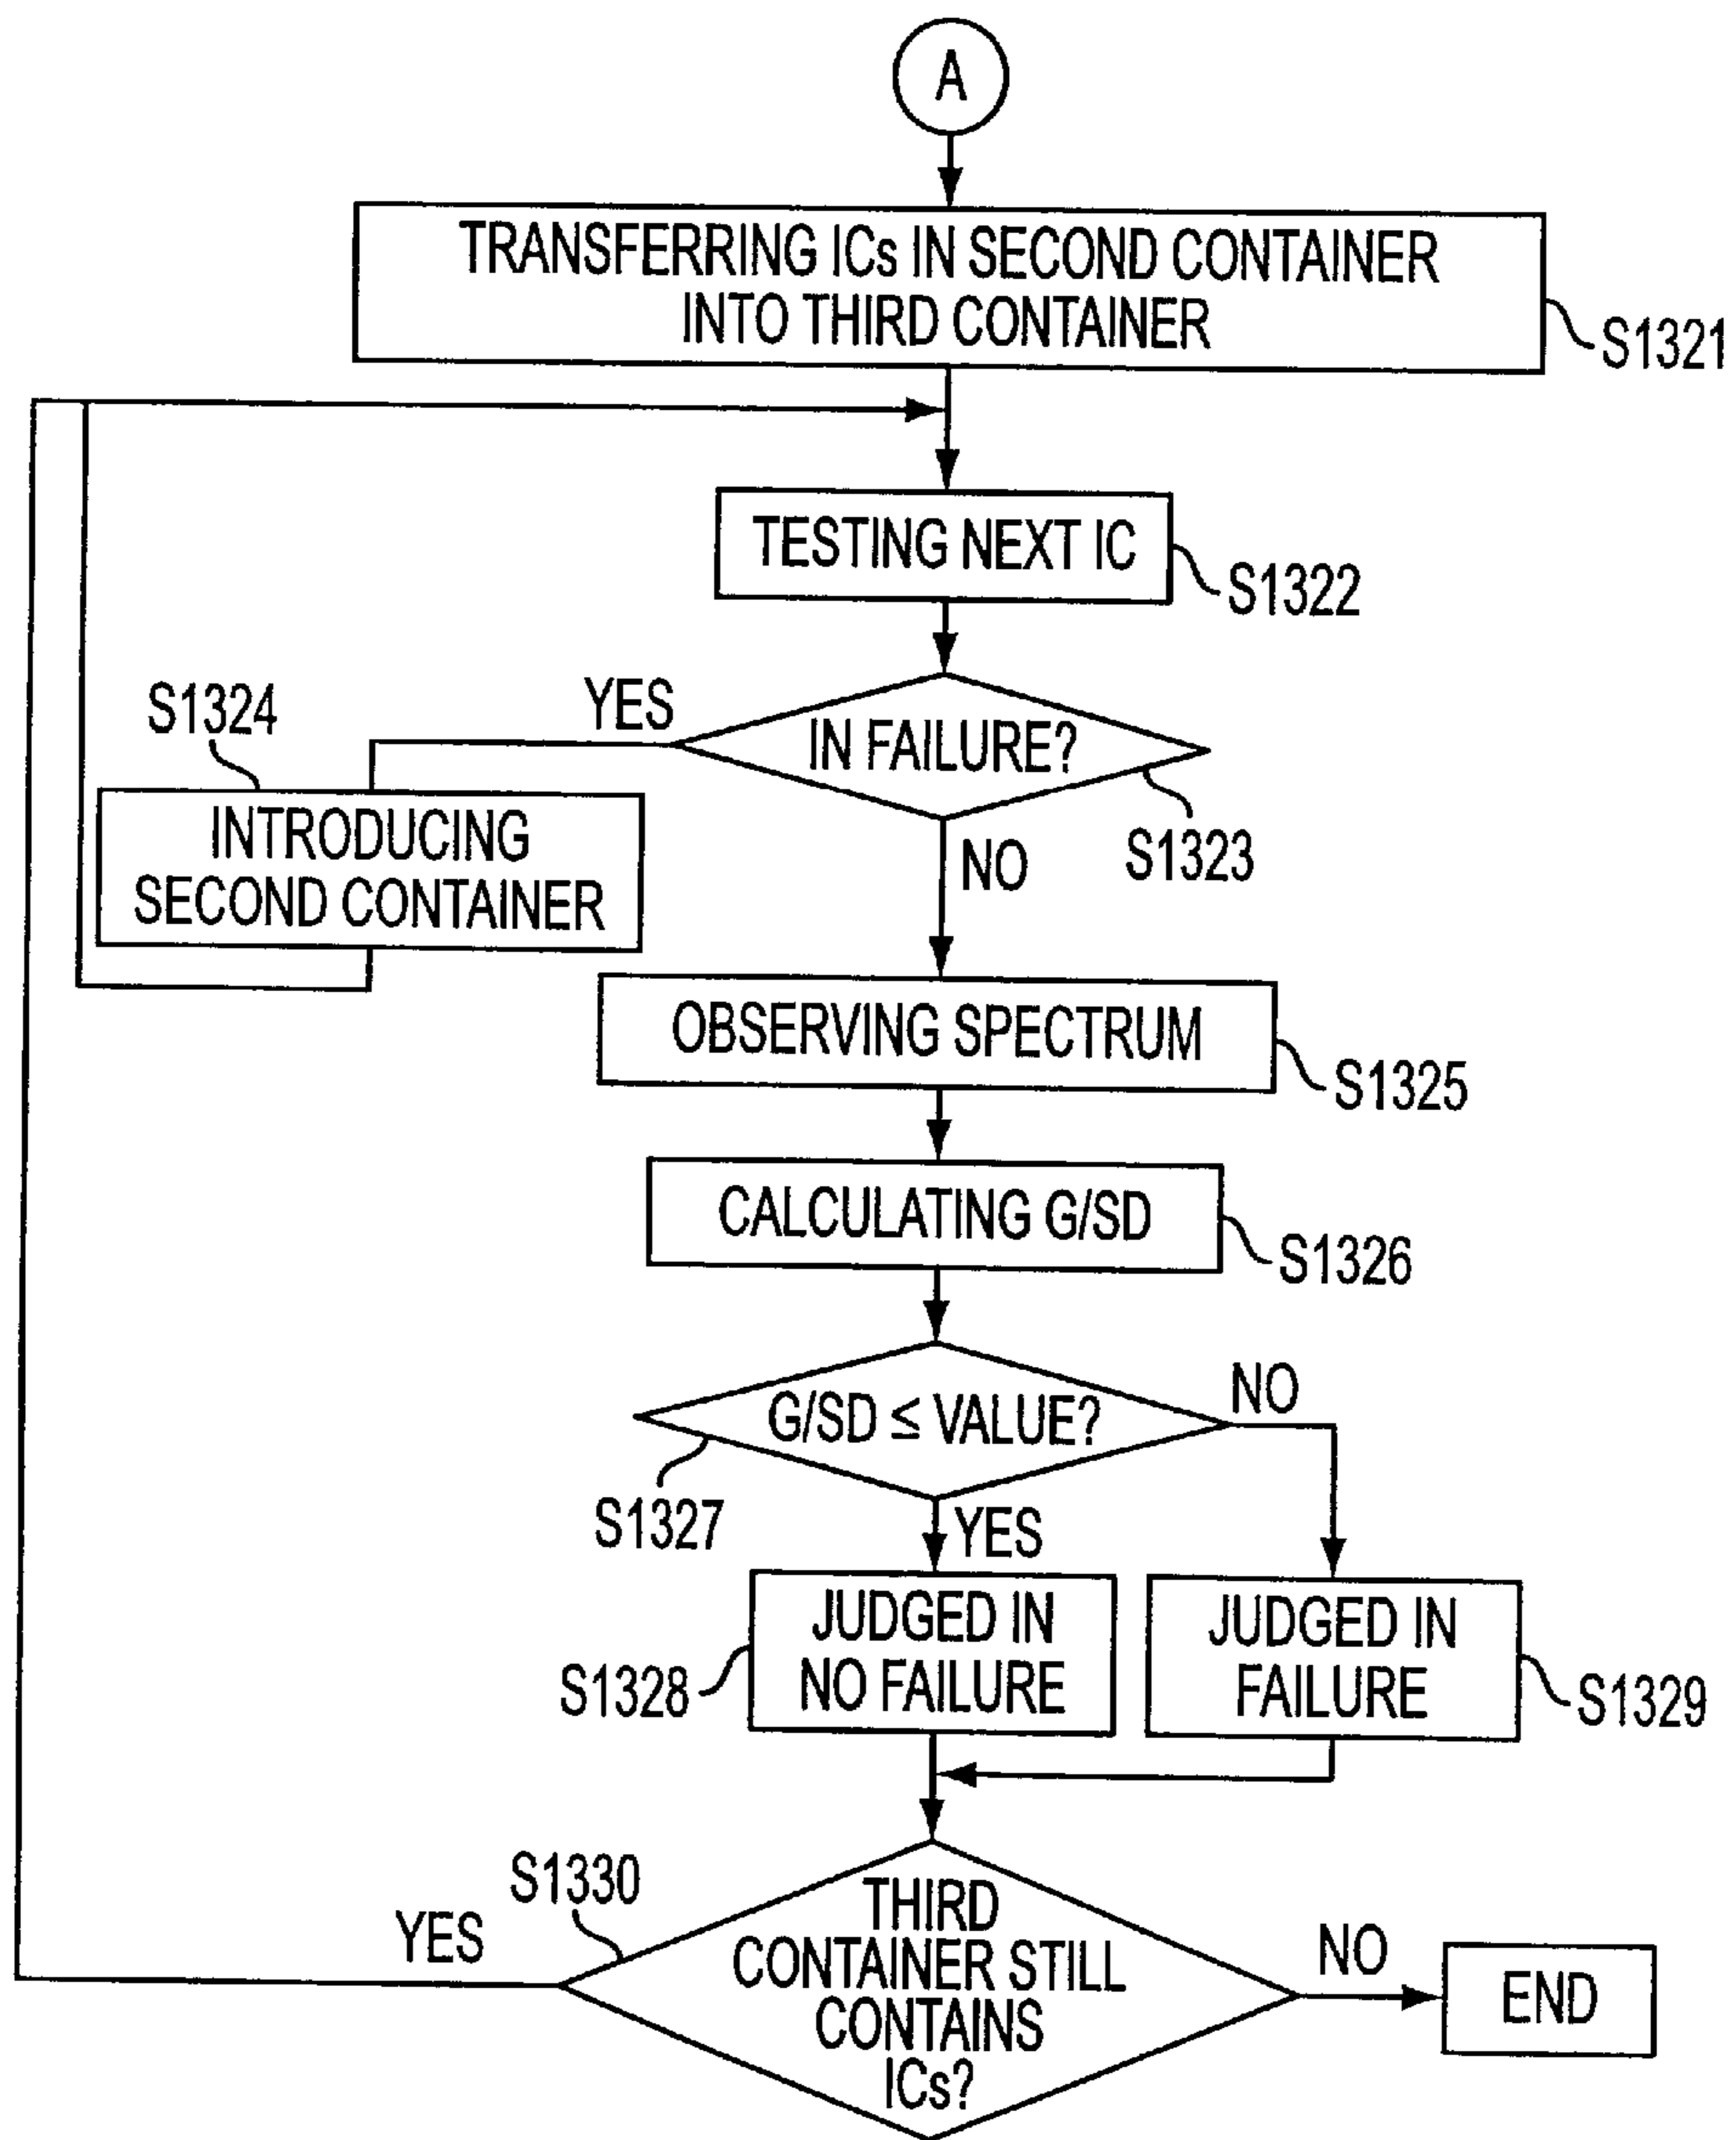 A
TRANSFERRING ICs IN SECOND CONTAINER
INTO THIRD CONTAINER
S1321
TESTING NEXT IC
S1322
S1324
YES
IN FAILURE?
S1323
INTRODUCING
SECOND CONTAINER
NO
OBSERVING SPECTRUM
S1325
CALCULATING G/SD
S1326
G/SD ≤ VALUE?
NO
S1327
YES
JUDGED IN
NO FAILURE
S1328
JUDGED IN
FAILURE
S1329
S1330
YES
THIRD
CONTAINER STILL
CONTAINS
ICs?
NO
END